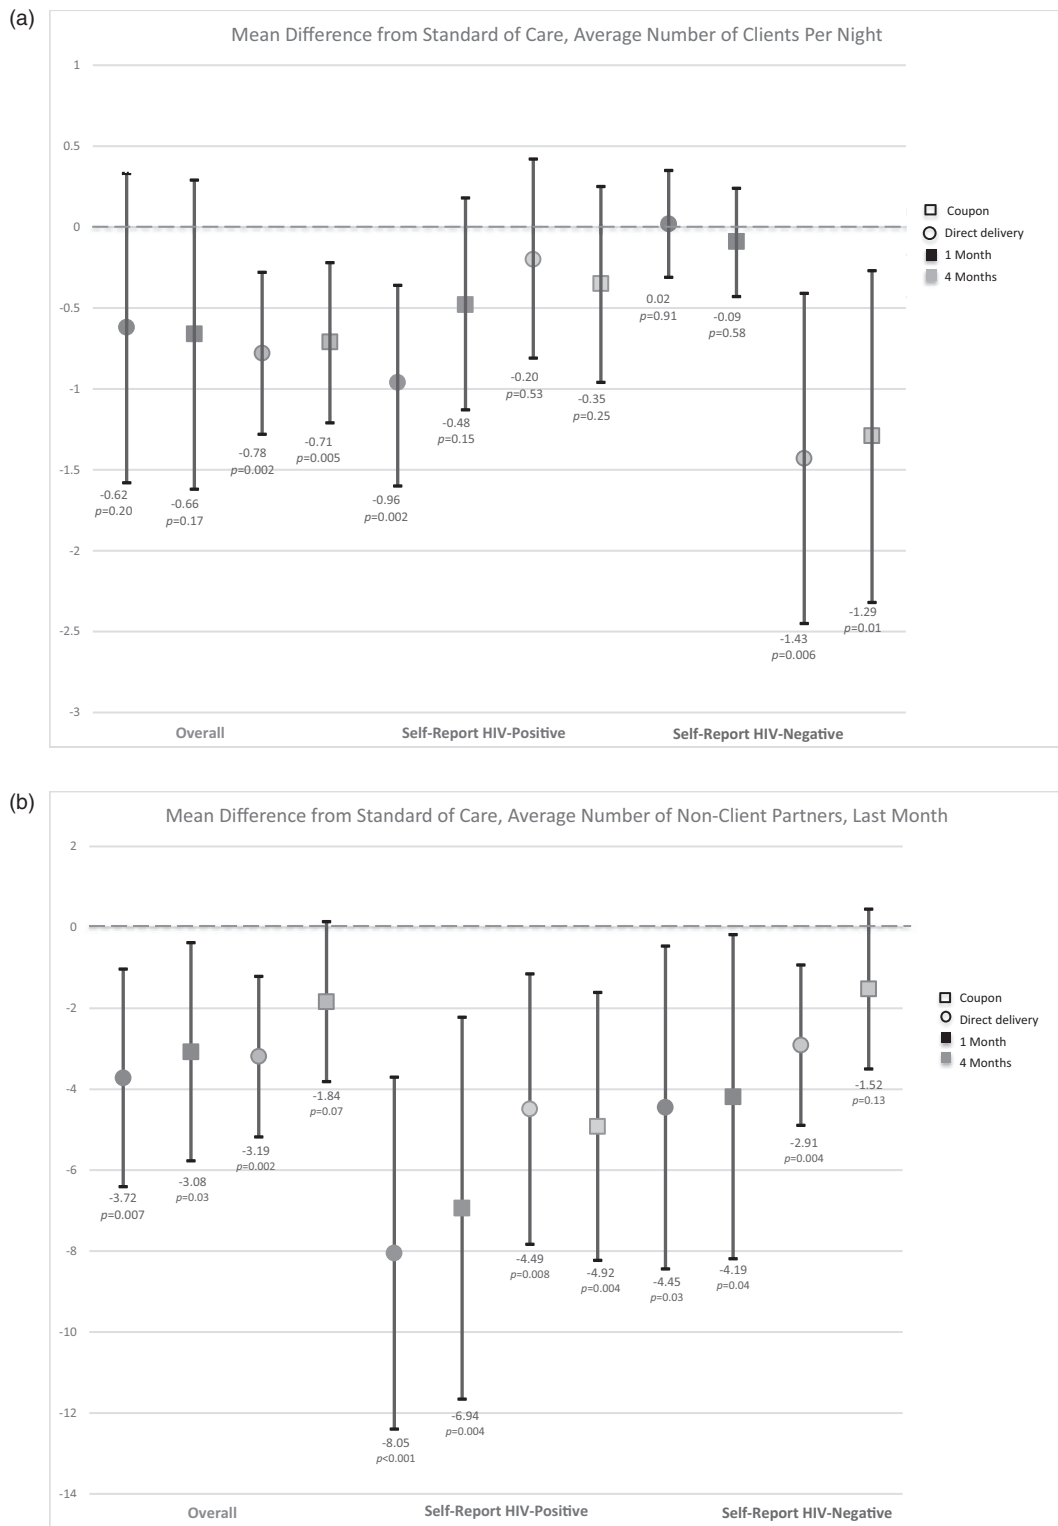 (a)
Mean Difference from Standard of Care, Average Number of Clients Per Night
1
0.5
0
-0.5
-1
-1.5
-2
-2.5
-3
-0.62
p=0.20
-0.66
p=0.17
-0.78
p=0.002
-0.71
p=0.005
-0.96
p=0.002
-0.48
p=0.15
-0.20
p=0.53
-0.35
p=0.25
0.02
p=0.91
-0.09
p=0.58
-1.43
p=0.006
-1.29
p=0.01
Overall
Self-Report HIV-Positive
Self-Report HIV-Negative
Coupon
Direct delivery
1 Month
4 Months
(b)
Mean Difference from Standard of Care, Average Number of Non-Client Partners, Last Month
2
0
-2
-4
-6
-8
-10
-12
-14
-3.72
p=0.007
-3.08
p=0.03
-3.19
p=0.002
-1.84
p=0.07
-8.05
p<0.001
-6.94
p=0.004
-4.49
p=0.008
-4.92
p=0.004
-4.45
p=0.03
-4.19
p=0.04
-2.91
p=0.004
-1.52
p=0.13
Overall
Self-Report HIV-Positive
Self-Report HIV-Negative
Coupon
Direct delivery
1 Month
4 Months